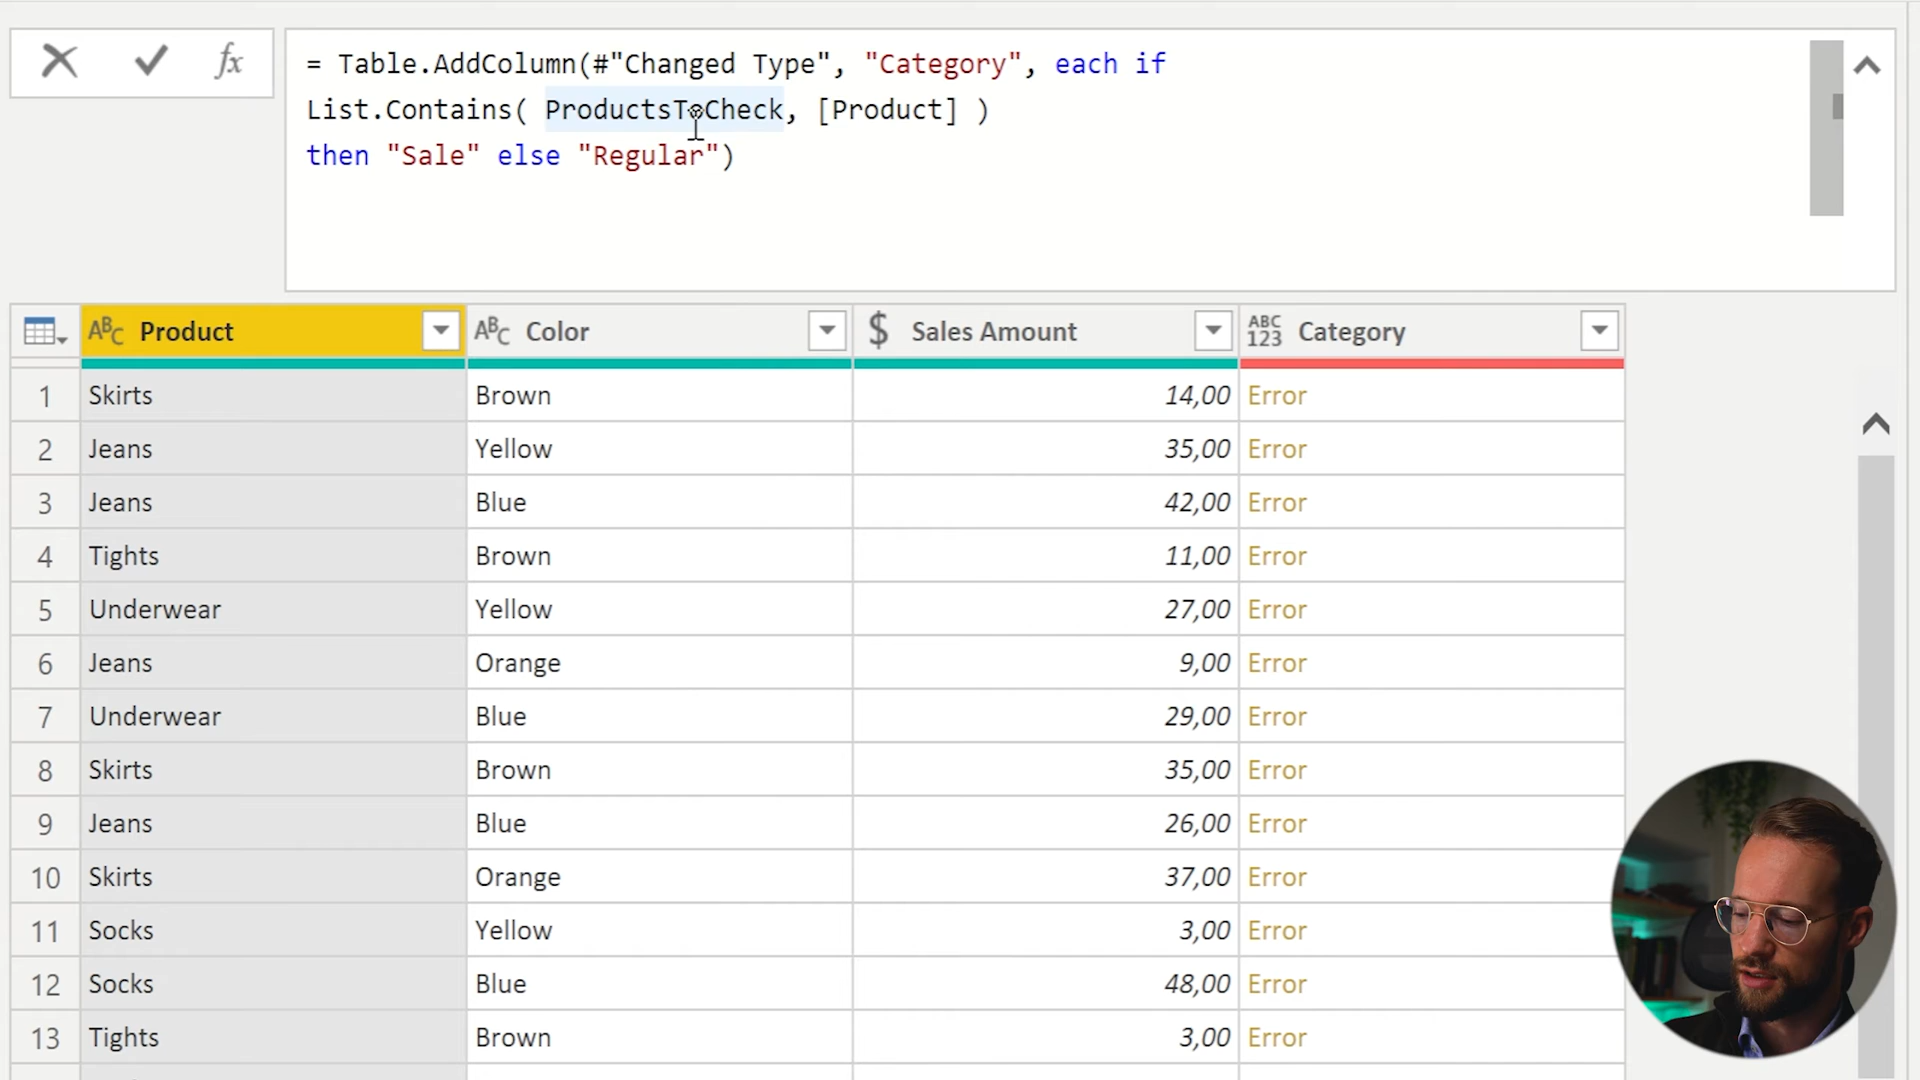 fx
= Table.AddColumn(#"Changed Type", "Category", each if
List.Contains( ProductsToCheck, [Product] )
then "Sale" else "Regular")
ABC Product ABC Color $ Sales Amount ABC 123 Category
1 Skirts Brown 14,00 Error
2 Jeans Yellow 35,00 Error
3 Jeans Blue 42,00 Error
4 Tights Brown 11,00 Error
5 Underwear Yellow 27,00 Error
6 Jeans Orange 9,00 Error
7 Underwear Blue 29,00 Error
8 Skirts Brown 35,00 Error
9 Jeans Blue 26,00 Error
10 Skirts Orange 37,00 Error
11 Socks Yellow 3,00 Error
12 Socks Blue 48,00 Error
13 Tights Brown 3,00 Error